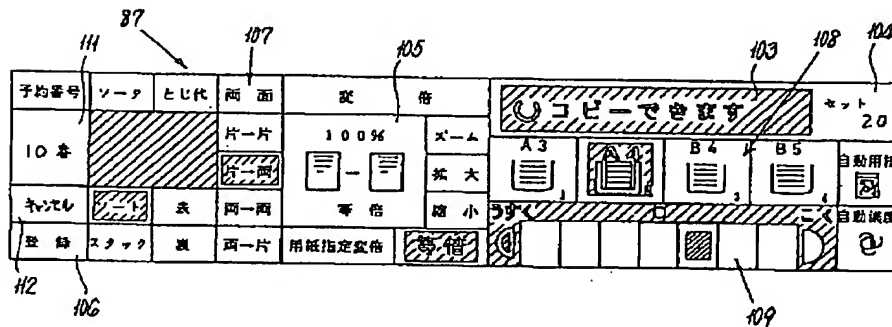 87
107
105
103
108
104
111
予約番号 ソータ とじ代 両面 変倍
コピーできます
セット
20
10番
片→片
100%
ズーム
A3
A4
B4
B5
片→両
拡大
1
3
4
自動用紙
キャンセル
ソート
表
両→両
等倍
縮小
うすく
こく
自動濃度
登録
スタック
裏
両→片
用紙指定変倍
等倍
112
106
109